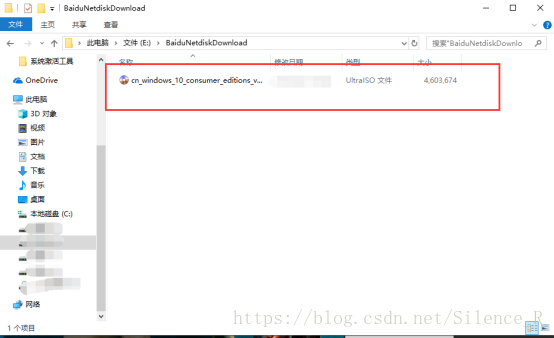 BaiduNetdiskDownload
文件 主页 共享 查看
此电脑 > 文件 (E:) > BaiduNetdiskDownload
搜索"BaiduNetdiskDownlo
名称 修改日期 类型 大小
cn_windows_10_consumer_editions_v... UltraISO 文件 4,603,674
系统激活工具
OneDrive
此电脑
3D 对象
视频
图片
文档
下载
音乐
桌面
本地磁盘 (C:)
网络
1 个项目
https://blog.csdn.net/Silence_R